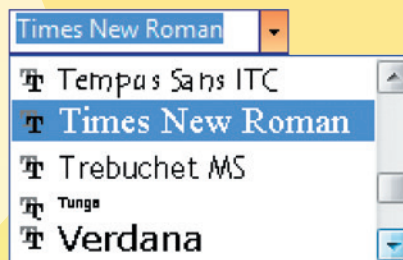 Times New Roman
Tempus Sans ITC
Times New Roman
Trebuchet MS
Tunga
Verdana